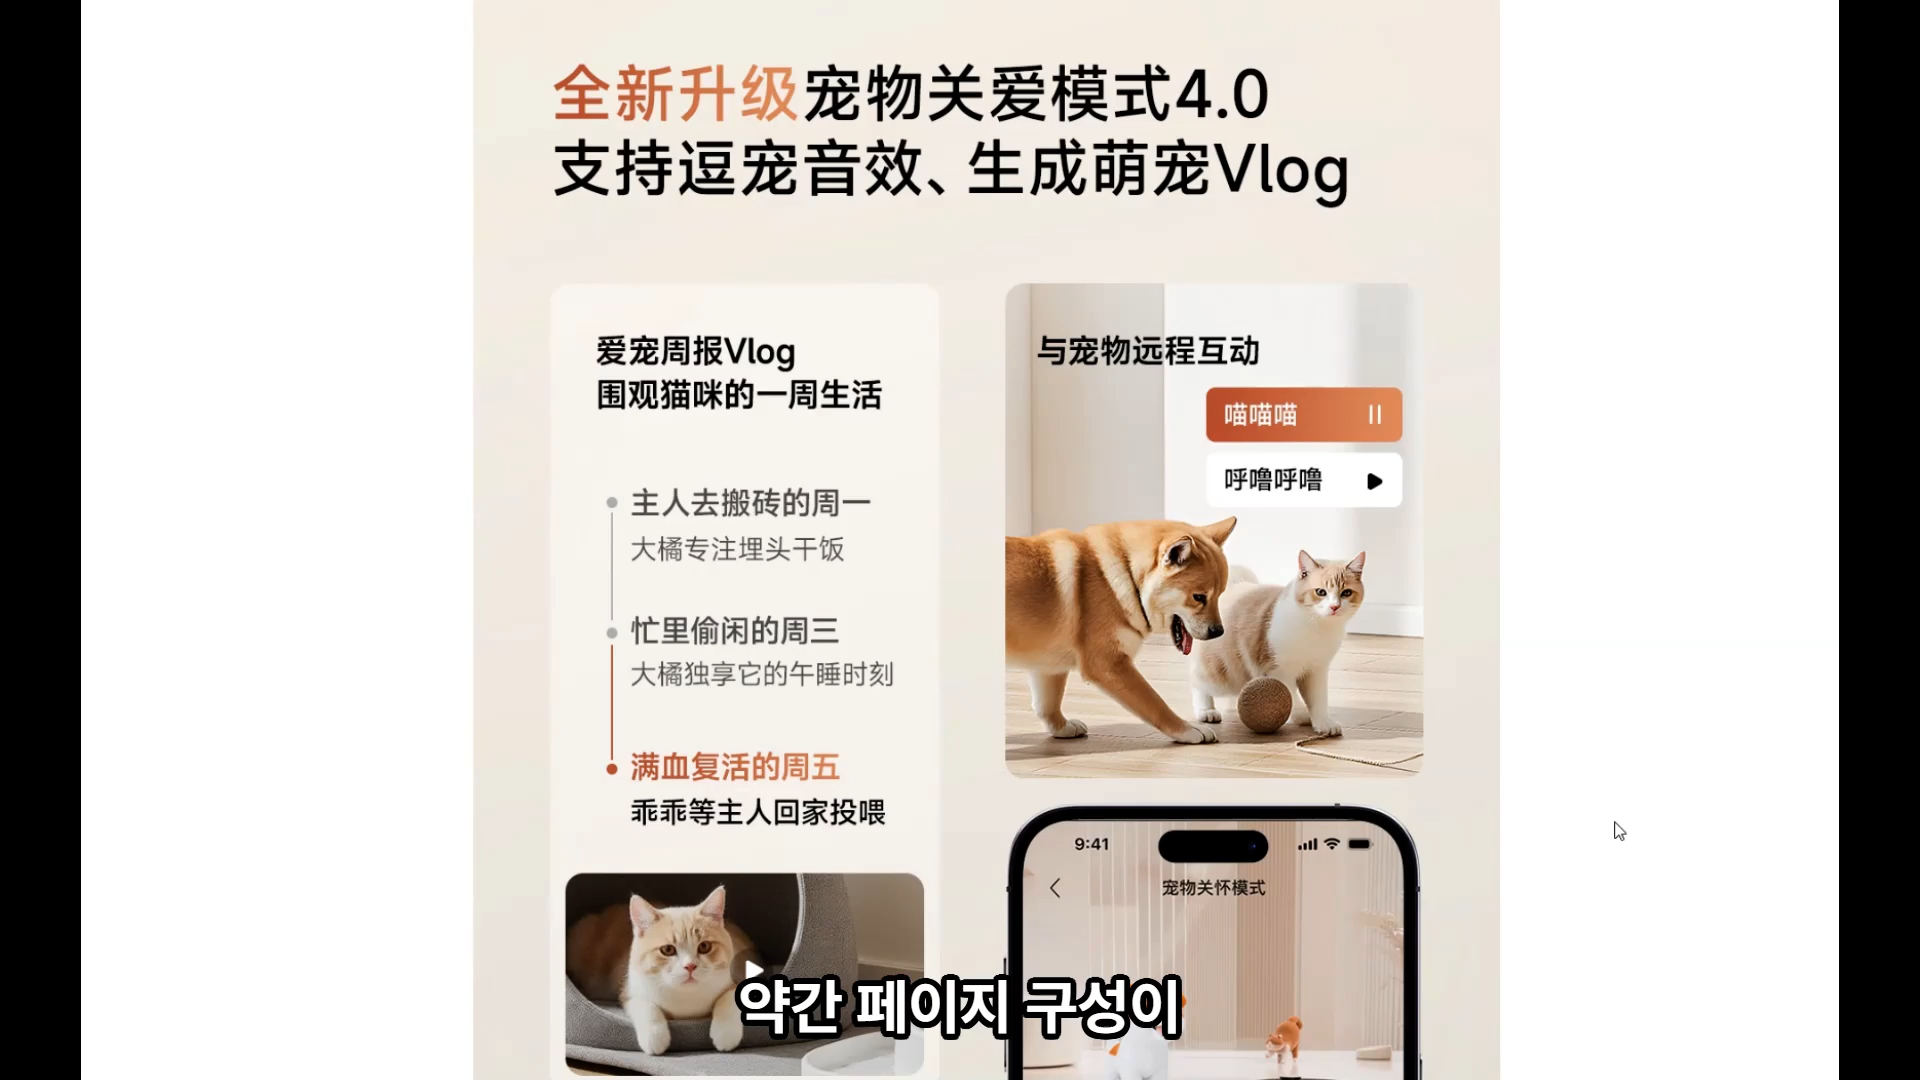 全新升级宠物关爱模式4.0
支持逗宠音效、生成萌宠Vlog
爱宠周报Vlog
围观猫咪的一周生活
主人去搬砖的周一
大橘专注埋头干饭
忙里偷闲的周三
大橘独享它的午睡时刻
满血复活的周五
乖乖等主人回家投喂
与宠物远程互动
喵喵喵
呼噜呼噜
9:41
宠物关怀模式
약간 페이지 구성이